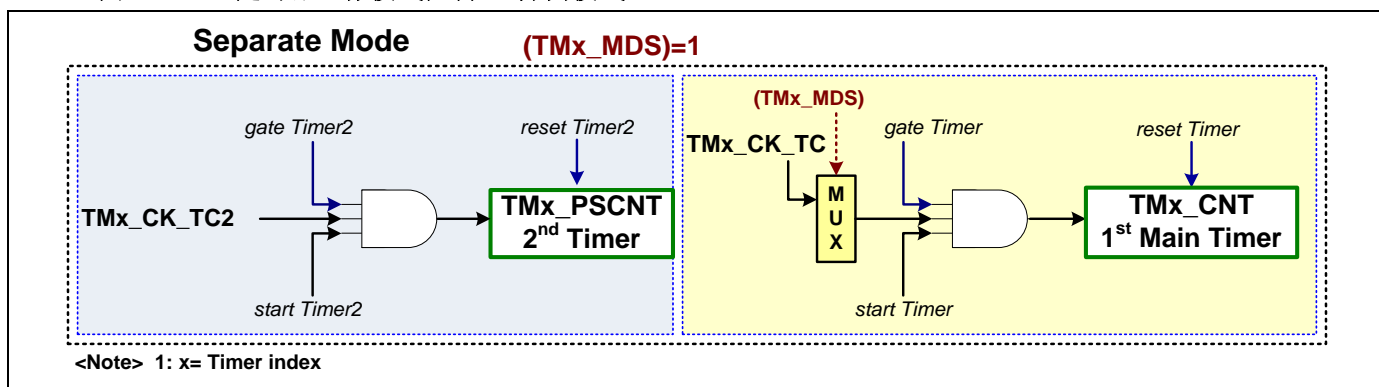 Separate Mode
(TMx_MDS)=1
gate Timer2
reset Timer2
TMx_CK_TC2
TMx_PSCNT
2nd Timer
start Timer2
(TMx_MDS)
gate Timer
reset Timer
TMx_CK_TC
M
U
X
TMx_CNT
1st Main Timer
start Timer
<Note> 1: x= Timer index